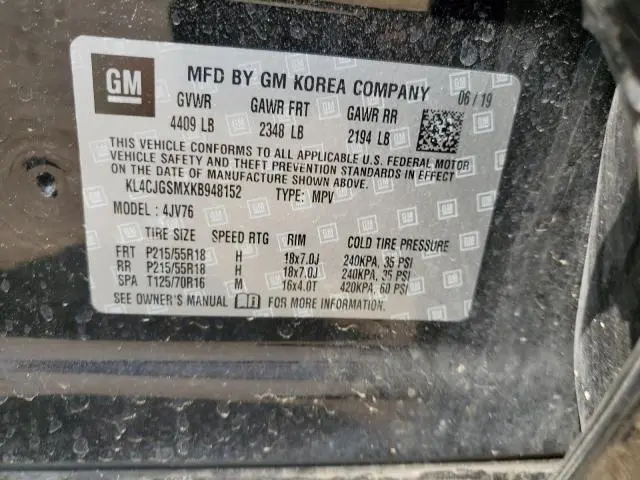 GM
MFD BY GM KOREA COMPANY 06/19
GVWR GAWR FRT GAWR RR
4409 LB 2348 LB 2194 LB
THIS VEHICLE CONFORMS TO ALL APPLICABLE U.S. FEDERAL MOTOR
VEHICLE SAFETY AND THEFT PREVENTION STANDARDS IN EFFECT
ON THE DATE OF MANUFACTURE SHOWN ABOVE.
KL4CJGSMXKB948152 TYPE: MPV
MODEL : 4JV76
TIRE SIZE SPEED RTG RIM COLD TIRE PRESSURE
FRT P215/55R18 H 18x7.0J 240KPA, 35 PSI
RR P215/55R18 H 18x7.0J 240KPA, 35 PSI
SPA T125/70R16 M 16x4.0T 420KPA, 60 PSI
SEE OWNER'S MANUAL FOR MORE INFORMATION.